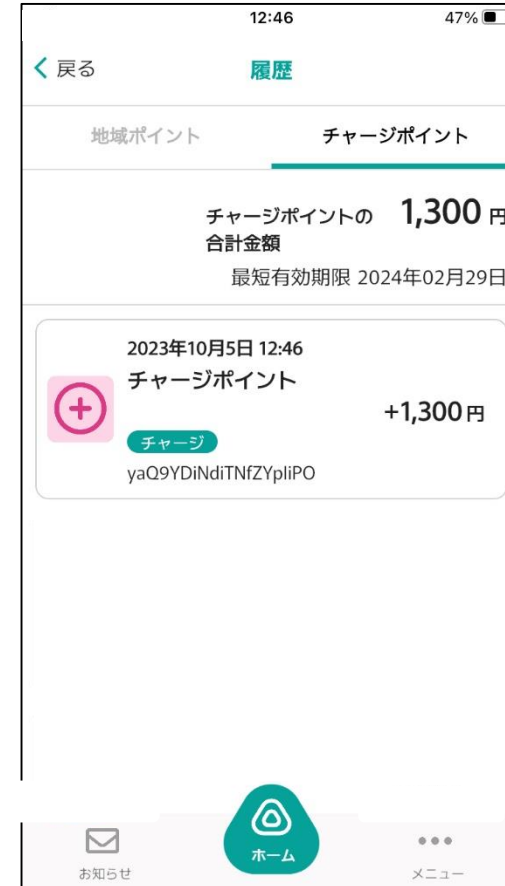 12:46
47%
戻る
履歴
地域ポイント
チャージポイント
チャージポイントの 1,300 円
合計金額
最短有効期限 2024年02月29日
2023年10月5日 12:46
チャージポイント
+1,300 円
チャージ
yaQ9YDiNdiTNfZYpliPO
お知らせ
ホーム
メニュー